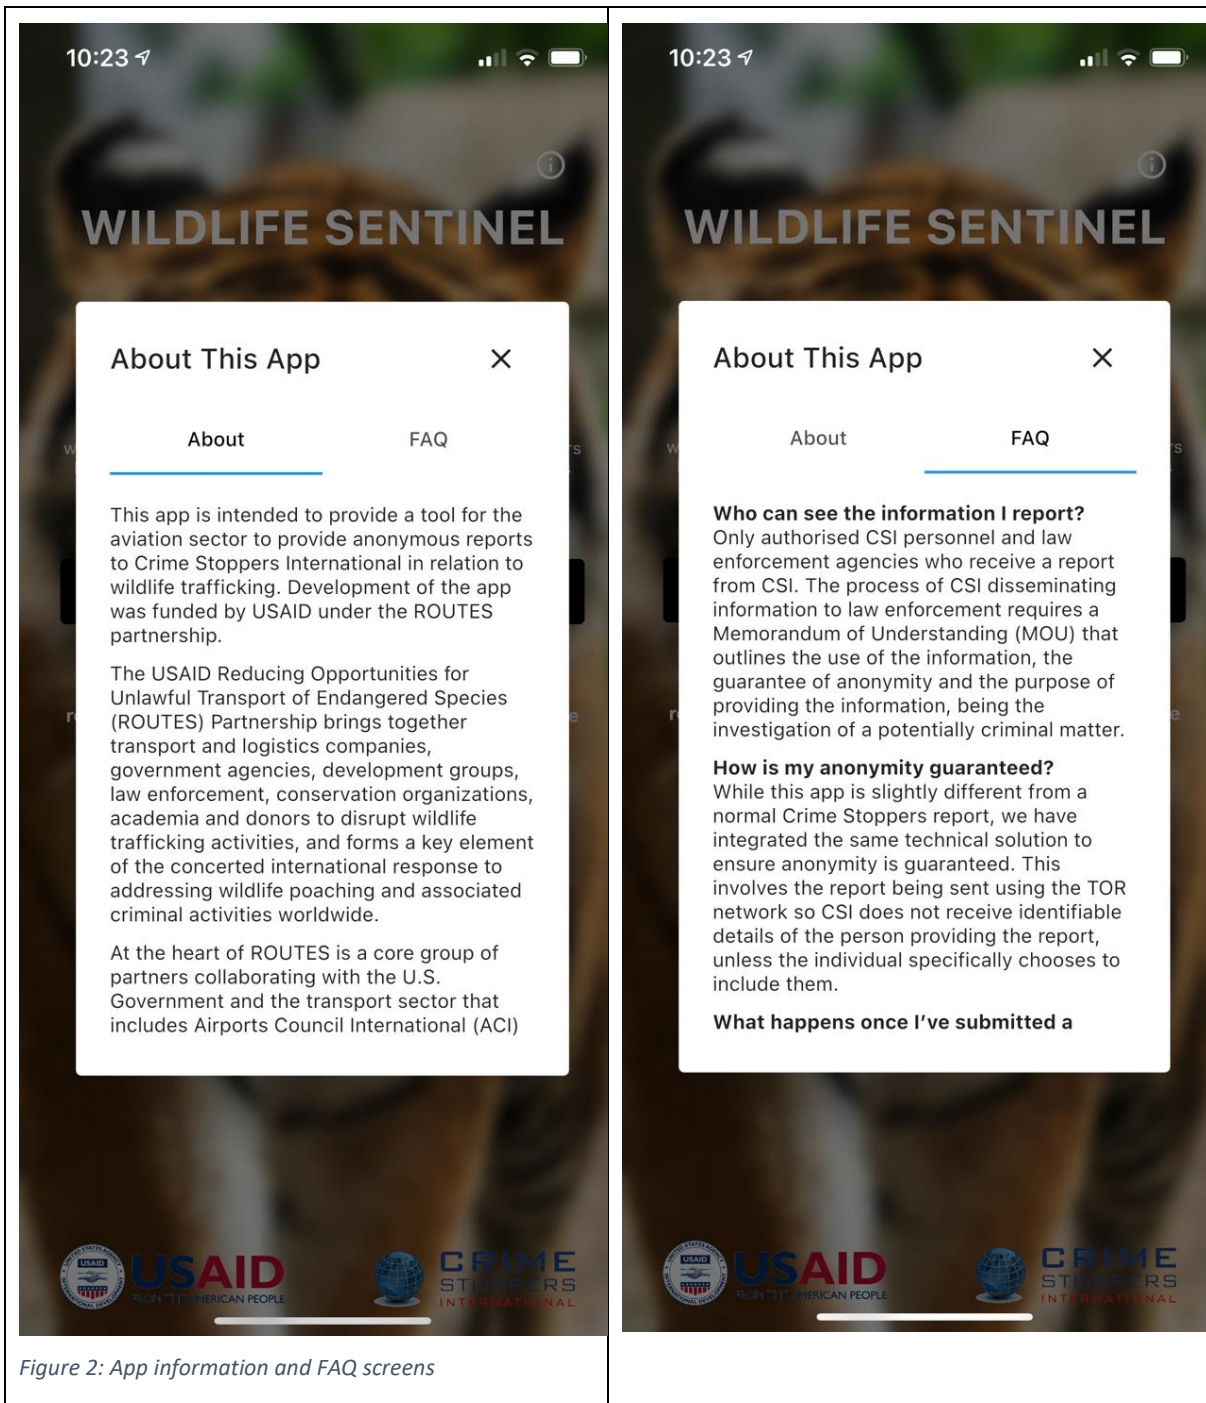 10:23
WILDLIFE SENTINEL
About This App
About
FAQ
This app is intended to provide a tool for the
aviation sector to provide anonymous reports
to Crime Stoppers International in relation to
wildlife trafficking. Development of the app
was funded by USAID under the ROUTES
partnership.
The USAID Reducing Opportunities for
Unlawful Transport of Endangered Species
(ROUTES) Partnership brings together
transport and logistics companies,
government agencies, development groups,
law enforcement, conservation organizations,
academia and donors to disrupt wildlife
trafficking activities, and forms a key element
of the concerted international response to
addressing wildlife poaching and associated
criminal activities worldwide.
At the heart of ROUTES is a core group of
partners collaborating with the U.S.
Government and the transport sector that
includes Airports Council International (ACI)
USAID
FROM THE AMERICAN PEOPLE
CRIME
STOPPERS
INTERNATIONAL
Figure 2: App information and FAQ screens
10:23
WILDLIFE SENTINEL
About This App
About
FAQ
Who can see the information I report?
Only authorised CSI personnel and law
enforcement agencies who receive a report
from CSI. The process of CSI disseminating
information to law enforcement requires a
Memorandum of Understanding (MOU) that
outlines the use of the information, the
guarantee of anonymity and the purpose of
providing the information, being the
investigation of a potentially criminal matter.
How is my anonymity guaranteed?
While this app is slightly different from a
normal Crime Stoppers report, we have
integrated the same technical solution to
ensure anonymity is guaranteed. This
involves the report being sent using the TOR
network so CSI does not receive identifiable
details of the person providing the report,
unless the individual specifically chooses to
include them.
What happens once I've submitted a
USAID
FROM THE AMERICAN PEOPLE
CRIME
STOPPERS
INTERNATIONAL